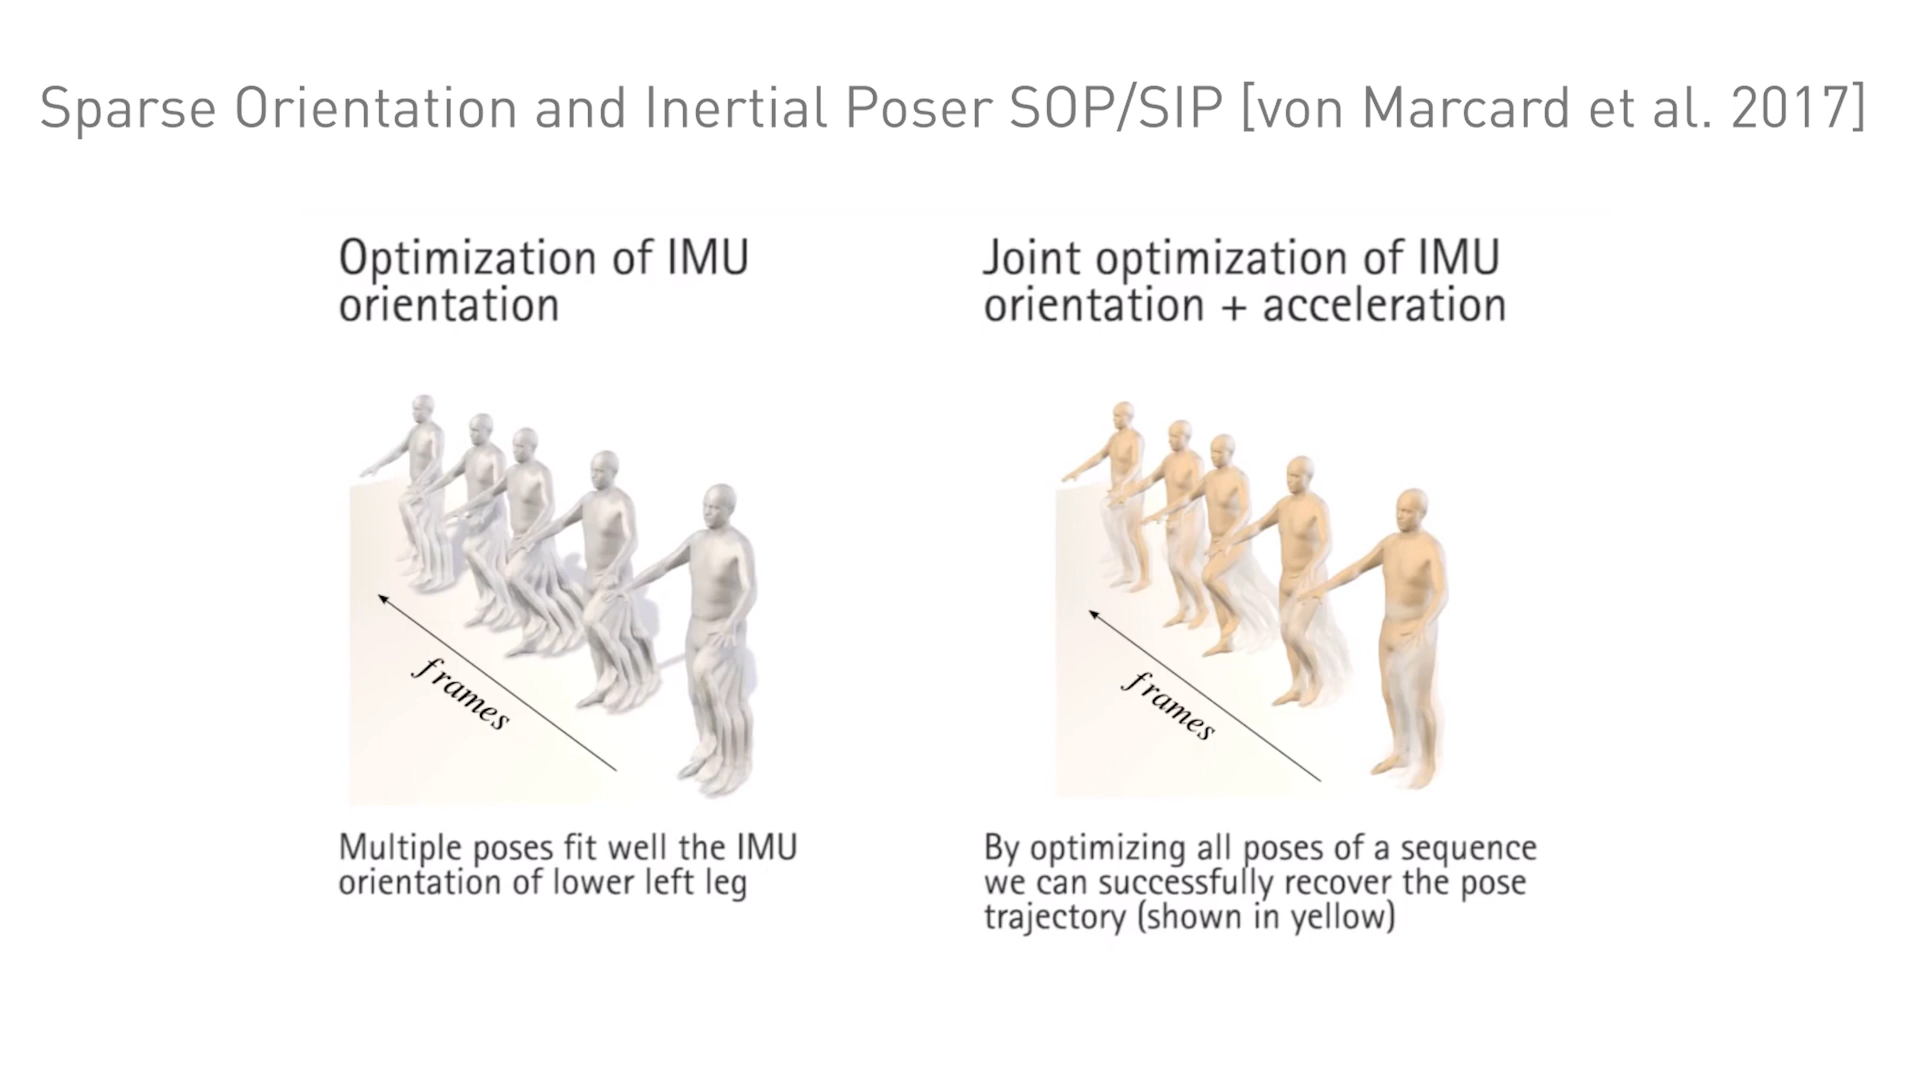 Sparse Orientation and Inertial Poser SOP/SIP [von Marcard et al. 2017]
Optimization of IMU
orientation
frames
Multiple poses fit well the IMU
orientation of lower left leg
Joint optimization of IMU
orientation + acceleration
frames
By optimizing all poses of a sequence
we can successfully recover the pose
trajectory (shown in yellow)